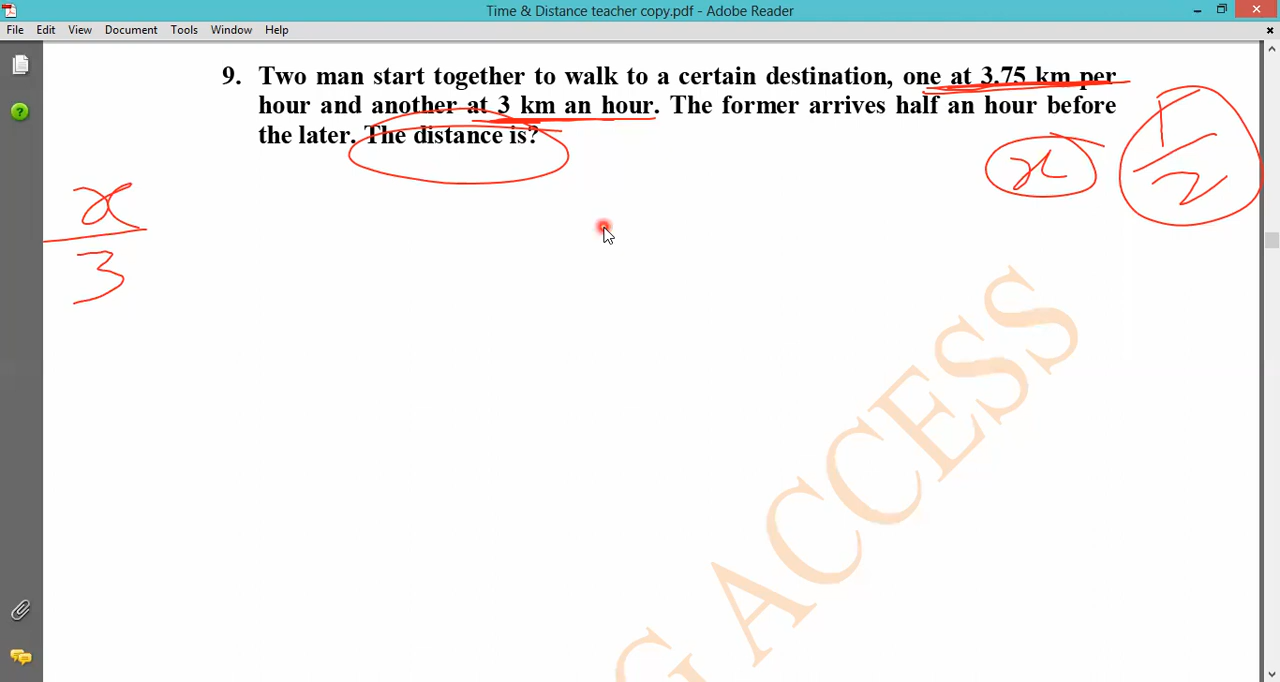 Time & Distance teacher copy.pdf - Adobe Reader
File Edit View Document Tools Window Help
9. Two man start together to walk to a certain destination, one at 3.75 km per
hour and another at 3 km an hour. The former arrives half an hour before
the later. The distance is?
x
1
2
x
3
G ACCESS